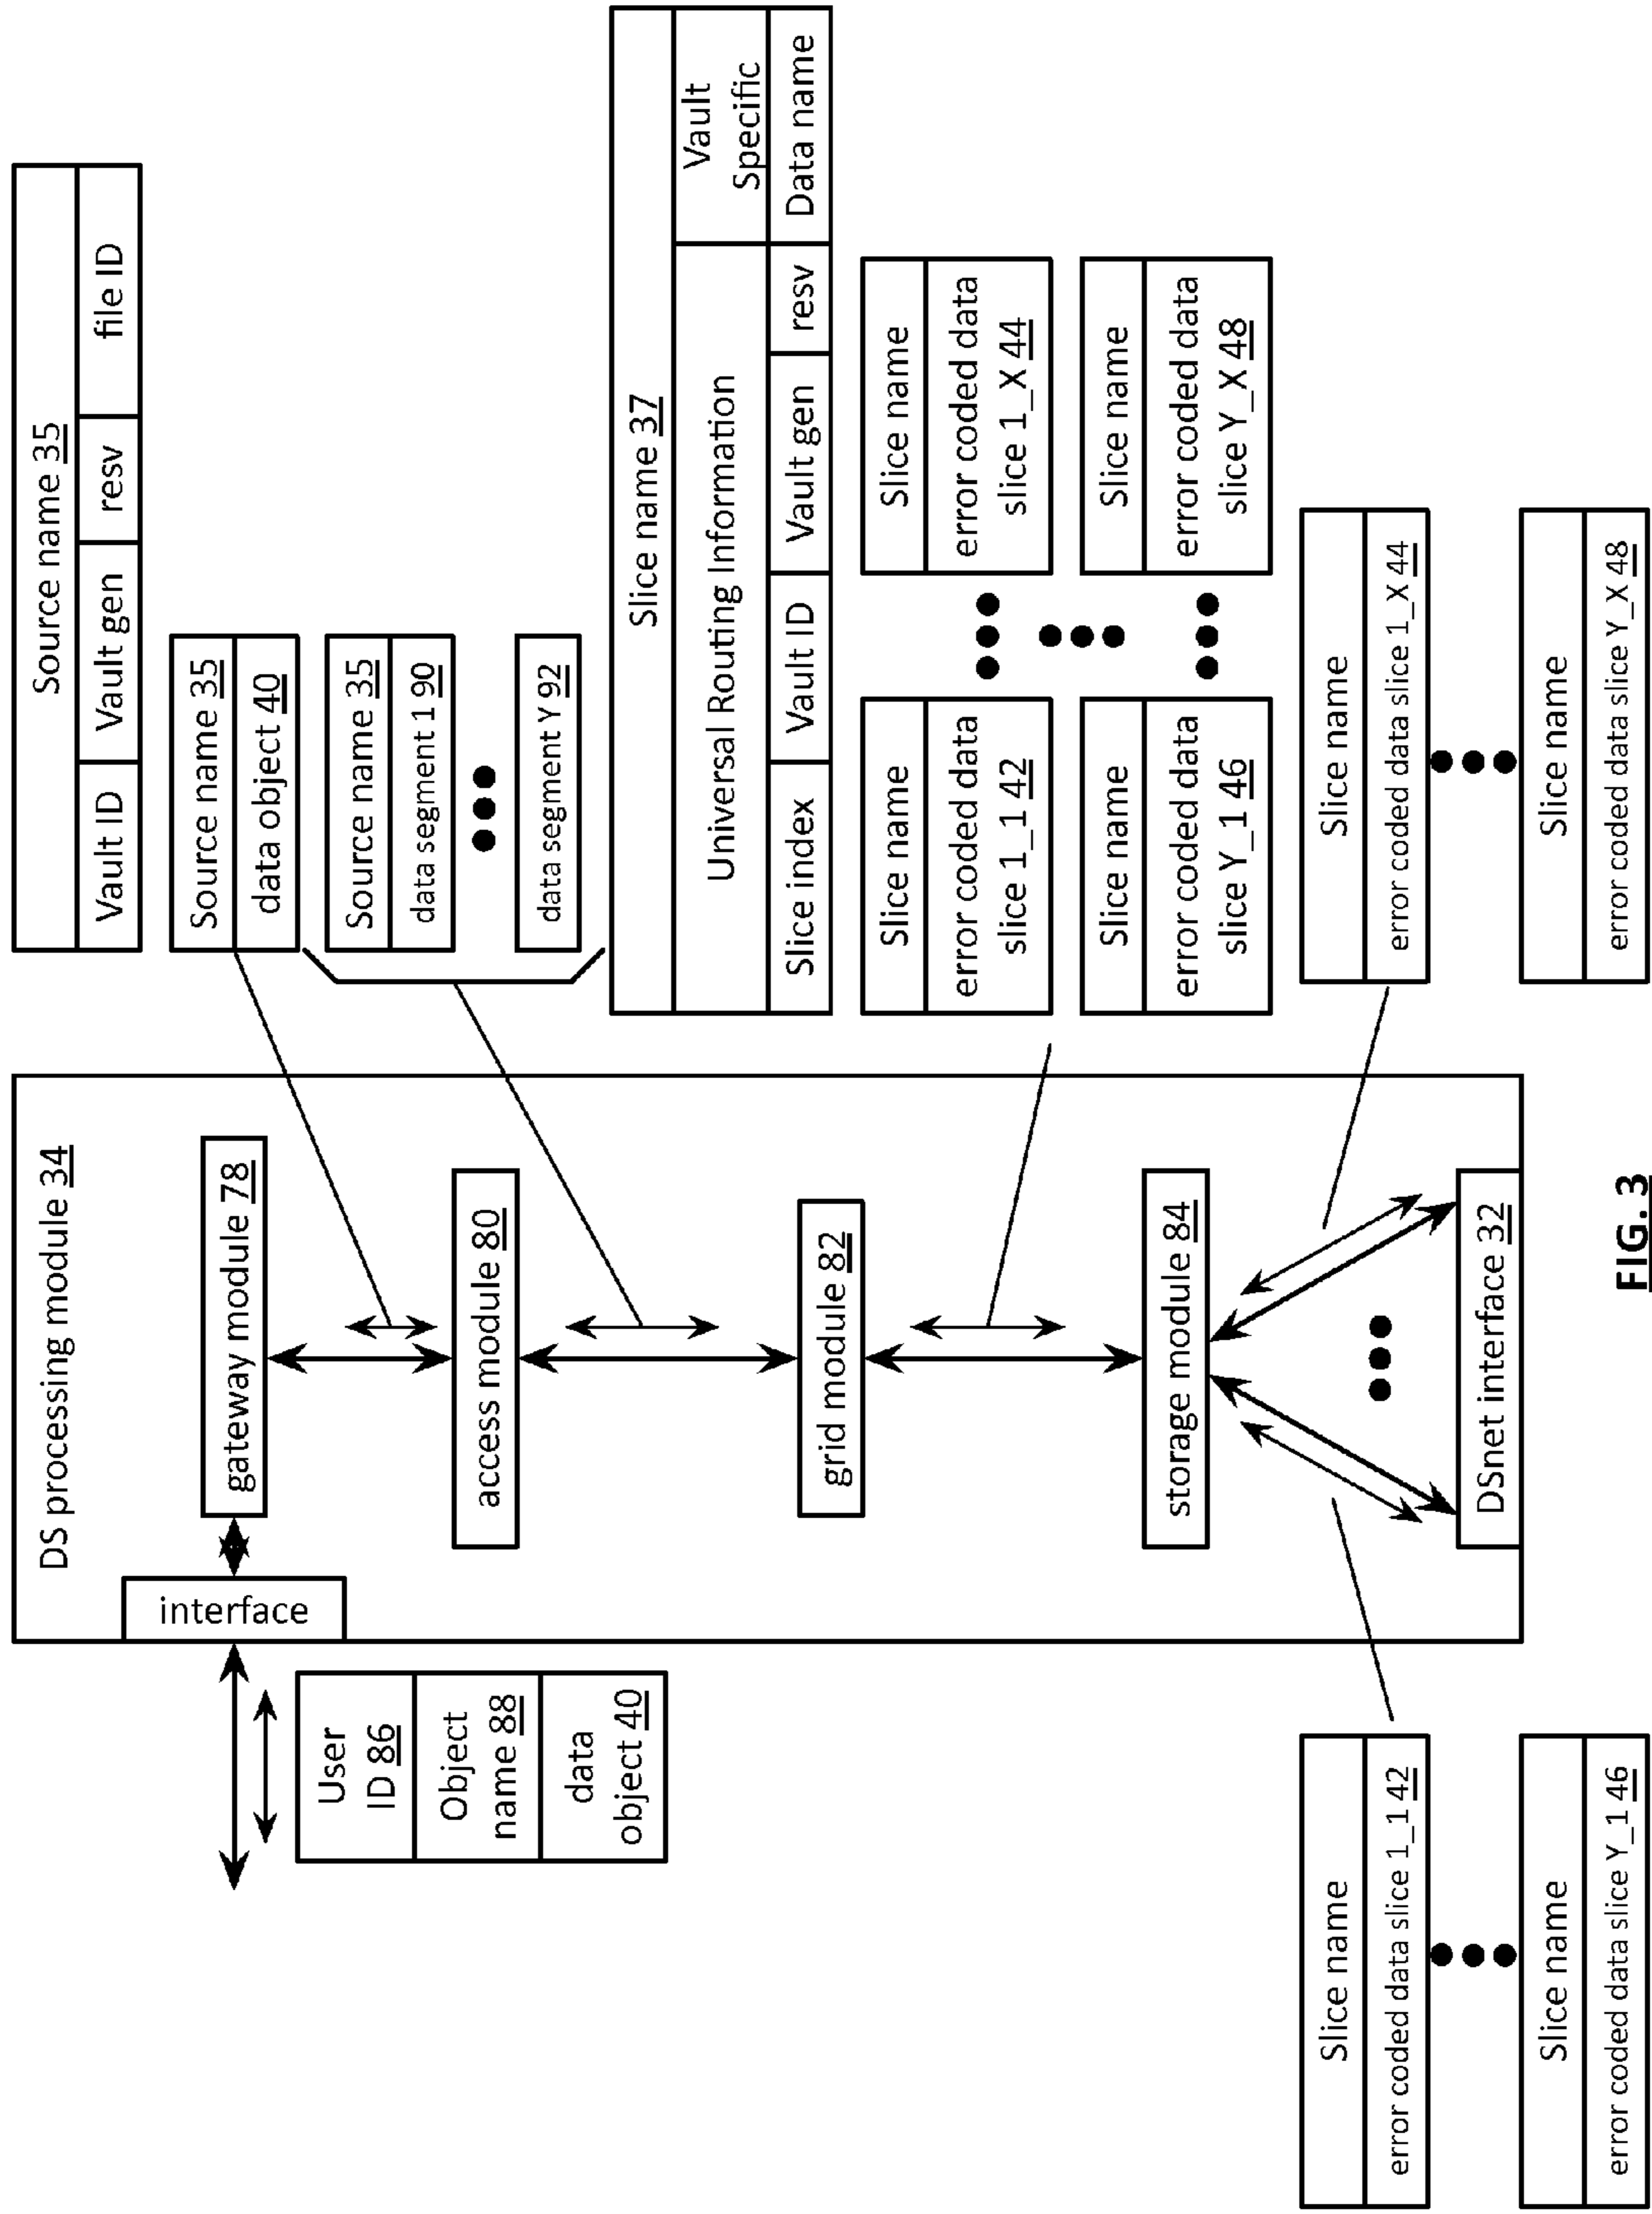 DS processing module 34
interface
gateway module 78
access module 80
grid module 82
storage module 84
DSnet interface 32
User
ID 86
Object
name 88
data
object 40
Source name 35
Vault ID
Vault gen
resv
file ID
Source name 35
data object 40
Source name 35
data segment 1 90
data segment Y 92
Slice name 37
Universal Routing Information
Vault
Specific
Slice index
Vault ID
Vault gen
resv
Data name
Slice name
error coded data
slice 1_1 42
Slice name
error coded data
slice 1_X 44
Slice name
error coded data
slice Y_1 46
Slice name
error coded data
slice Y_X 48
Slice name
error coded data slice 1_1 42
Slice name
error coded data slice Y_1 46
Slice name
error coded data slice 1_X 44
Slice name
error coded data slice Y_X 48
FIG. 3